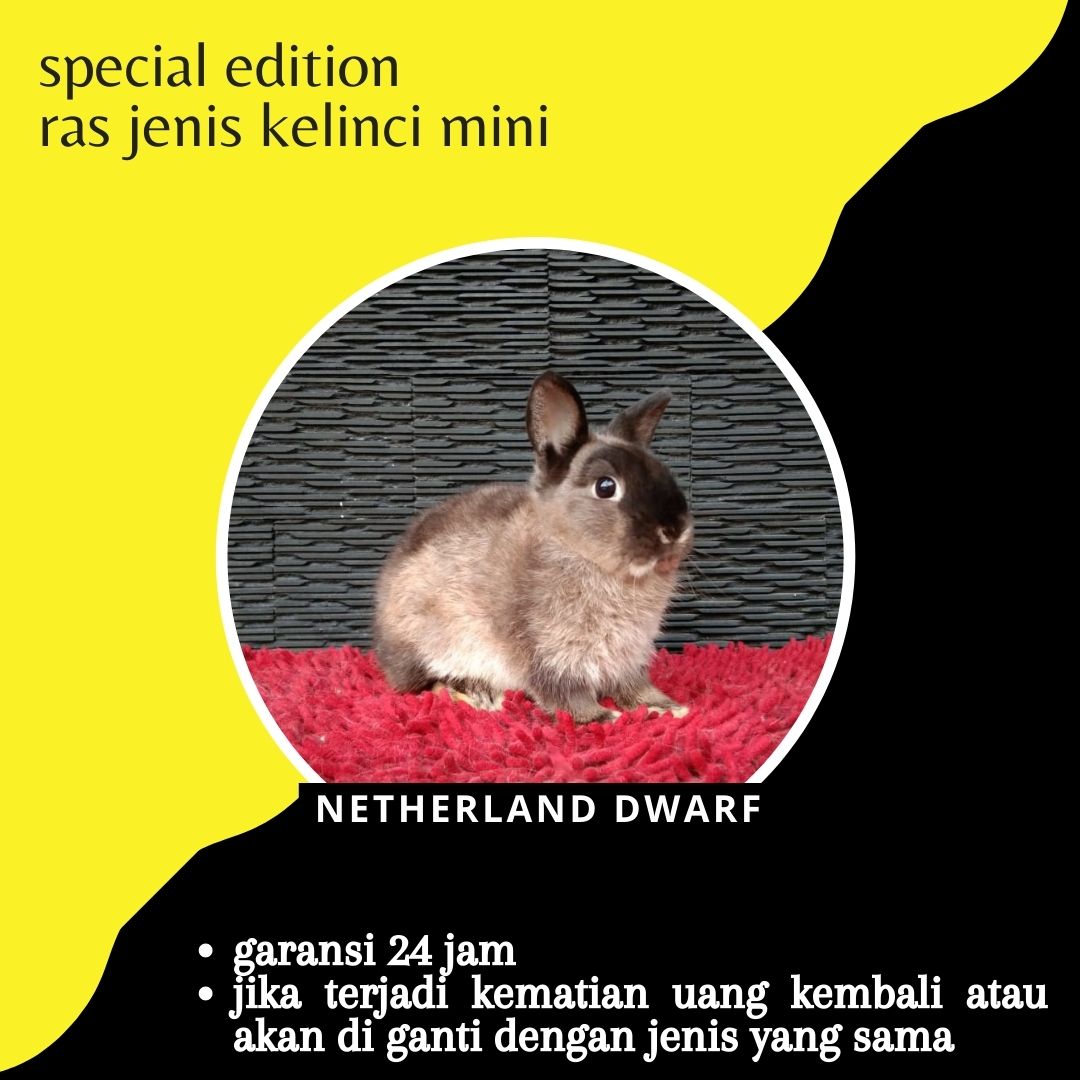 special edition
ras jenis kelinci mini
NETHERLAND DWARF
• garansi 24 jam
• jika terjadi kematian uang kembali atau
akan di ganti dengan jenis yang sama